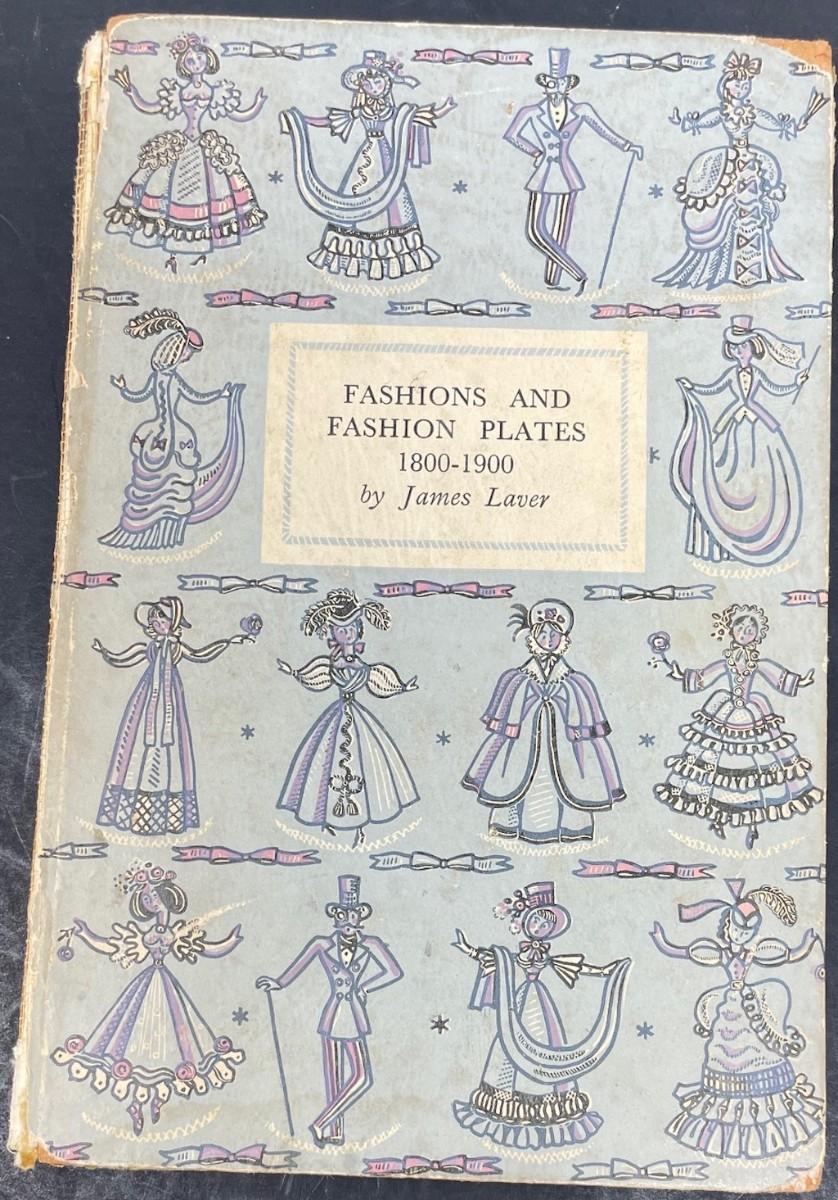 FASHIONS AND
FASHION PLATES
1800-1900
by James Laver